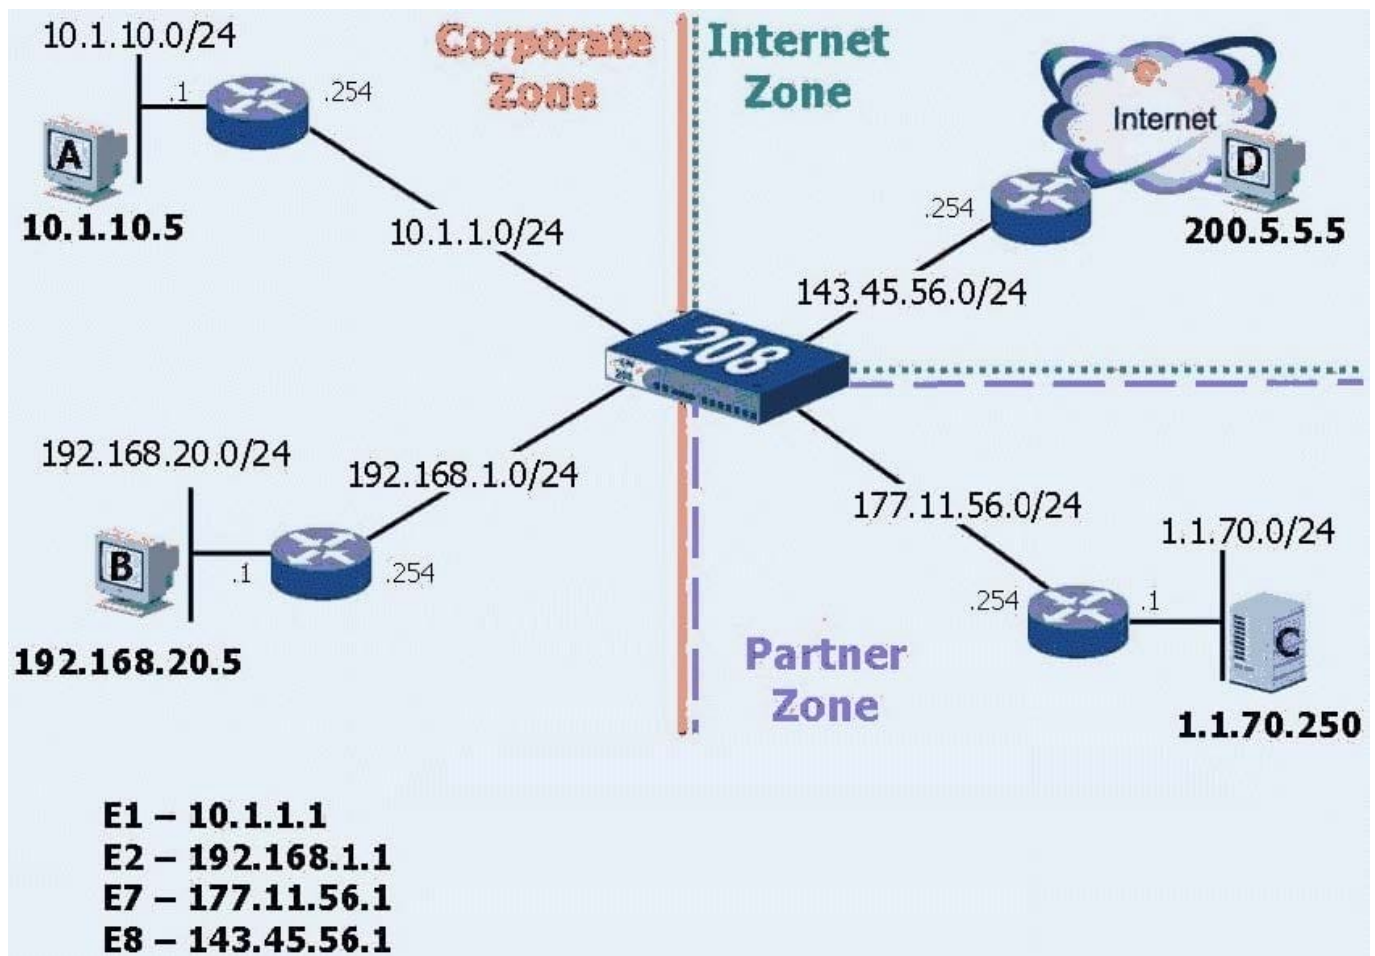 10.1.10.0/24
Corporate
Zone
Internet
Zone
.1
.254
A
10.1.10.5
Internet
D
.254
200.5.5.5
10.1.1.0/24
143.45.56.0/24
208
208
192.168.20.0/24
192.168.1.0/24
177.11.56.0/24
1.1.70.0/24
B
.1
.254
.254
.1
C
192.168.20.5
Partner
Zone
1.1.70.250
E1 – 10.1.1.1
E2 – 192.168.1.1
E7 – 177.11.56.1
E8 – 143.45.56.1